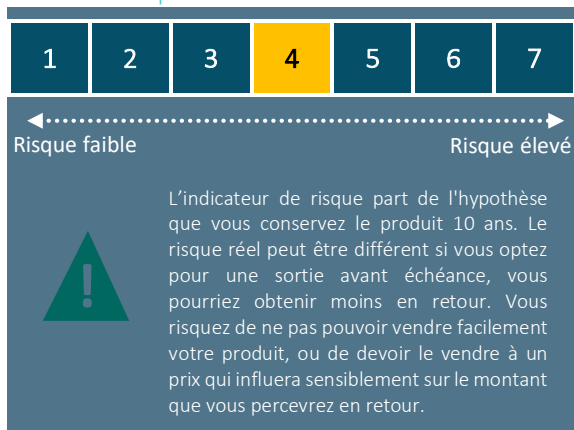 1 2 3 4 5 6 7
Risque faible Risque élevé
L'indicateur de risque part de l'hypothèse
que vous conservez le produit 10 ans. Le
risque réel peut être différent si vous optez
pour une sortie avant échéance, vous
pourriez obtenir moins en retour. Vous
risquez de ne pas pouvoir vendre facilement
votre produit, ou de devoir le vendre à un
prix qui influera sensiblement sur le montant
que vous percevrez en retour.
!